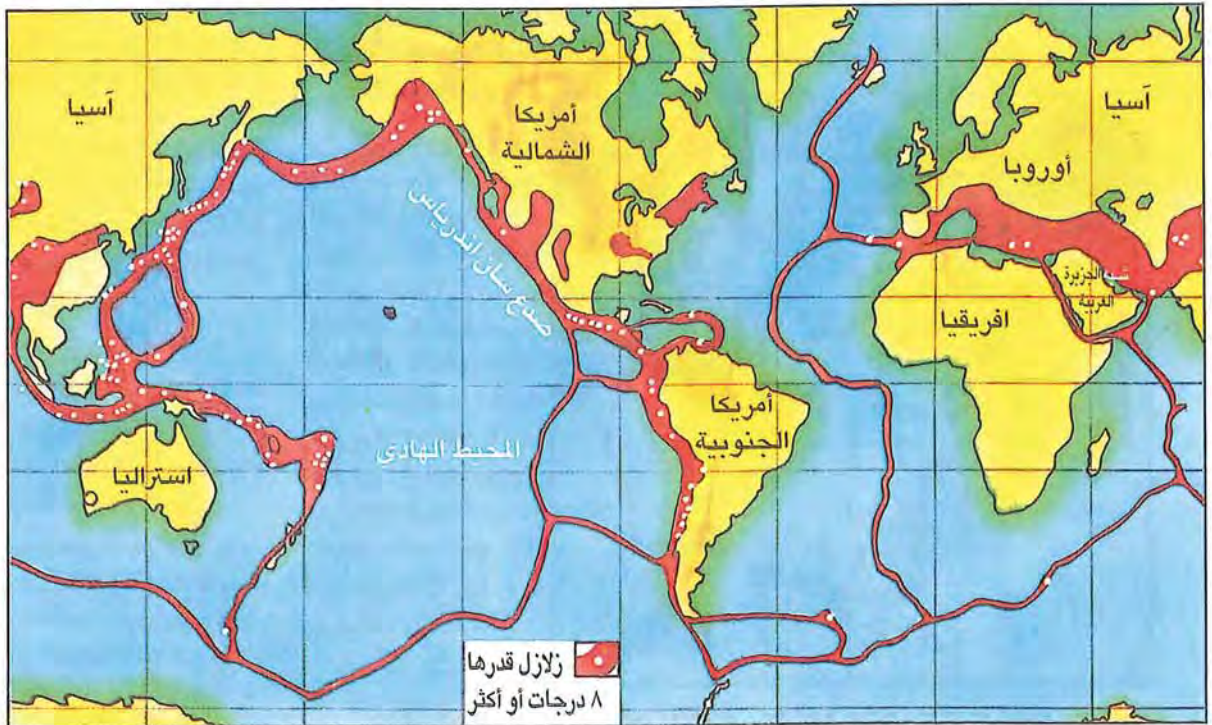 آسيا
أمريكا
الشمالية
آسيا
أوروبا
صدع سان اندرياس
شبه الجزيرة
العربية
افريقيا
أمريكا
الجنوبية
المحيط الهادي
استراليا
زلازل قدرها
٨ درجات أو أكثر